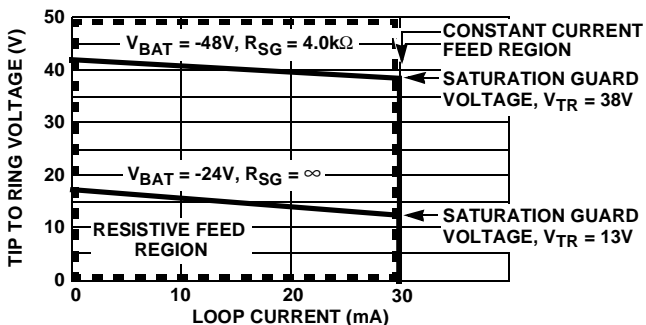 TIP TO RING VOLTAGE (V)
50
40
30
20
10
0
V_BAT = -48V, R_SG = 4.0kΩ
CONSTANT CURRENT
FEED REGION
SATURATION GUARD
VOLTAGE, V_TR = 38V
V_BAT = -24V, R_SG = ∞
RESISTIVE FEED
REGION
SATURATION GUARD
VOLTAGE, V_TR = 13V
0
10
20
30
LOOP CURRENT (mA)